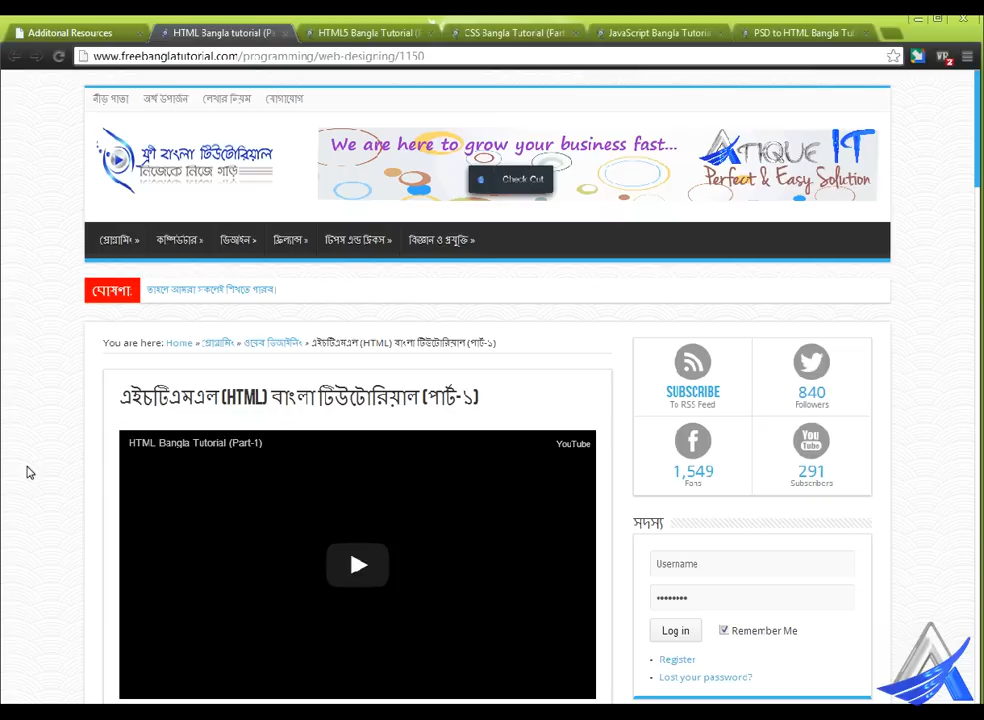 Additonal Resources
HTML Bangla tutorial (Pa
HTML5 Bangla Tutorial (
CSS Bangla Tutorial (Part
JavaScript Bangla Tutoria
PSD to HTML Bangla Tut
www.freebanglatutorial.com/programming/web-designing/1150
নীড় পাতা অর্থ উপার্জন লেখার নিয়ম যোগাযোগ
ফ্রী বাংলা টিউটোরিয়াল
নিজেকে নিজে গড়ি
We are here to grow your business fast...
Check Out
ATIQUE IT
Perfect & Easy Solution
প্রোগ্রামিং » কম্পিউটার » ডিজাইন » ফ্রিল্যান্স » টিপস এন্ড ট্রিকস » বিজ্ঞান ও প্রযুক্তি »
ঘোষণা:
তাহলে আমরা সকলেই শিখতে পারব।
You are here: Home » প্রোগ্রামিং » ওয়েব ডিজাইনিং » এইচটিএমএল (HTML) বাংলা টিউটোরিয়াল (পার্ট-১)
এইচটিএমএল (HTML) বাংলা টিউটোরিয়াল (পার্ট-১)
HTML Bangla Tutorial (Part-1)
YouTube
SUBSCRIBE
To RSS Feed
840
Followers
1,549
Fans
You Tube
291
Subscribers
সদস্য
Username
Log in
Remember Me
Register
Lost your password?